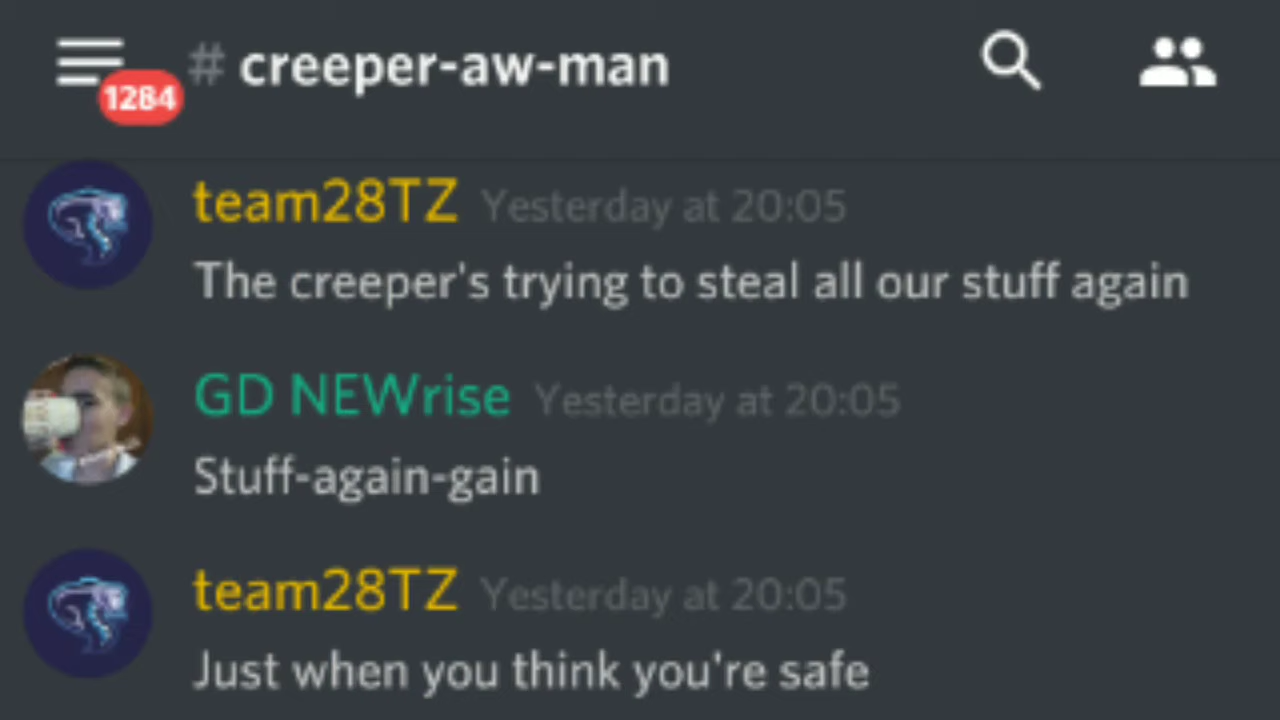 # creeper-aw-man
1284
team28TZ Yesterday at 20:05
The creeper's trying to steal all our stuff again
GD NEWrise Yesterday at 20:05
Stuff-again-gain
team28TZ Yesterday at 20:05
Just when you think you're safe